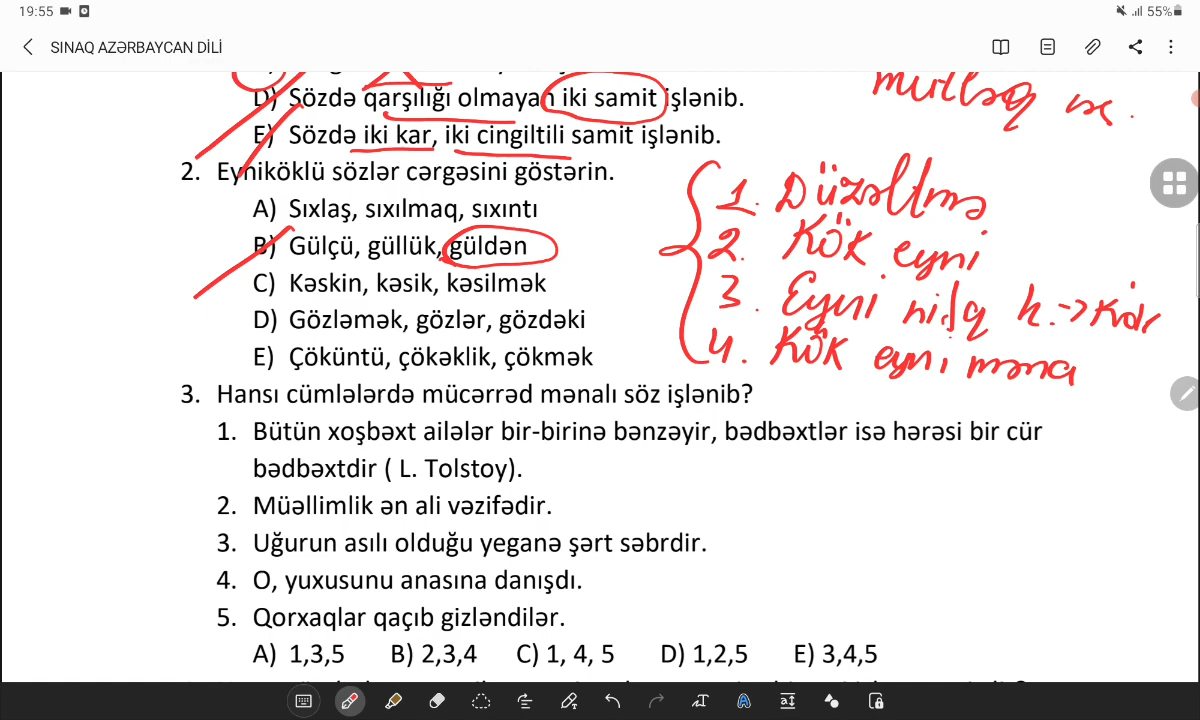 19:55 55%
SINAQ AZƏRBAYCAN DİLİ
D) Sözdə qarşılığı olmayan iki samit işlənib.
E) Sözdə iki kar, iki cingiltili samit işlənib.
2. Eyniköklü sözlər cərgəsini göstərin.
A) Sıxlaş, sıxılmaq, sıxıntı
B) Gülçü, güllük, güldən
C) Kəskin, kəsik, kəsilmək
D) Gözləmək, gözlər, gözdəki
E) Çöküntü, çökəklik, çökmək
mütləq
1. Düzəltmə
2. Kök eyni
3. Eyni nitq h. ->
4. Kök eyni məna
3. Hansı cümlələrdə mücərrəd mənalı söz işlənib?
1. Bütün xoşbəxt ailələr bir-birinə bənzəyir, bədbəxtlər isə hərəsi bir cür
bədbəxtdir ( L. Tolstoy).
2. Müəllimlik ən ali vəzifədir.
3. Uğurun asılı olduğu yeganə şərt səbrdir.
4. O, yuxusunu anasına danışdı.
5. Qorxaqlar qaçıb gizləndilər.
A) 1,3,5 B) 2,3,4 C) 1, 4, 5 D) 1,2,5 E) 3,4,5